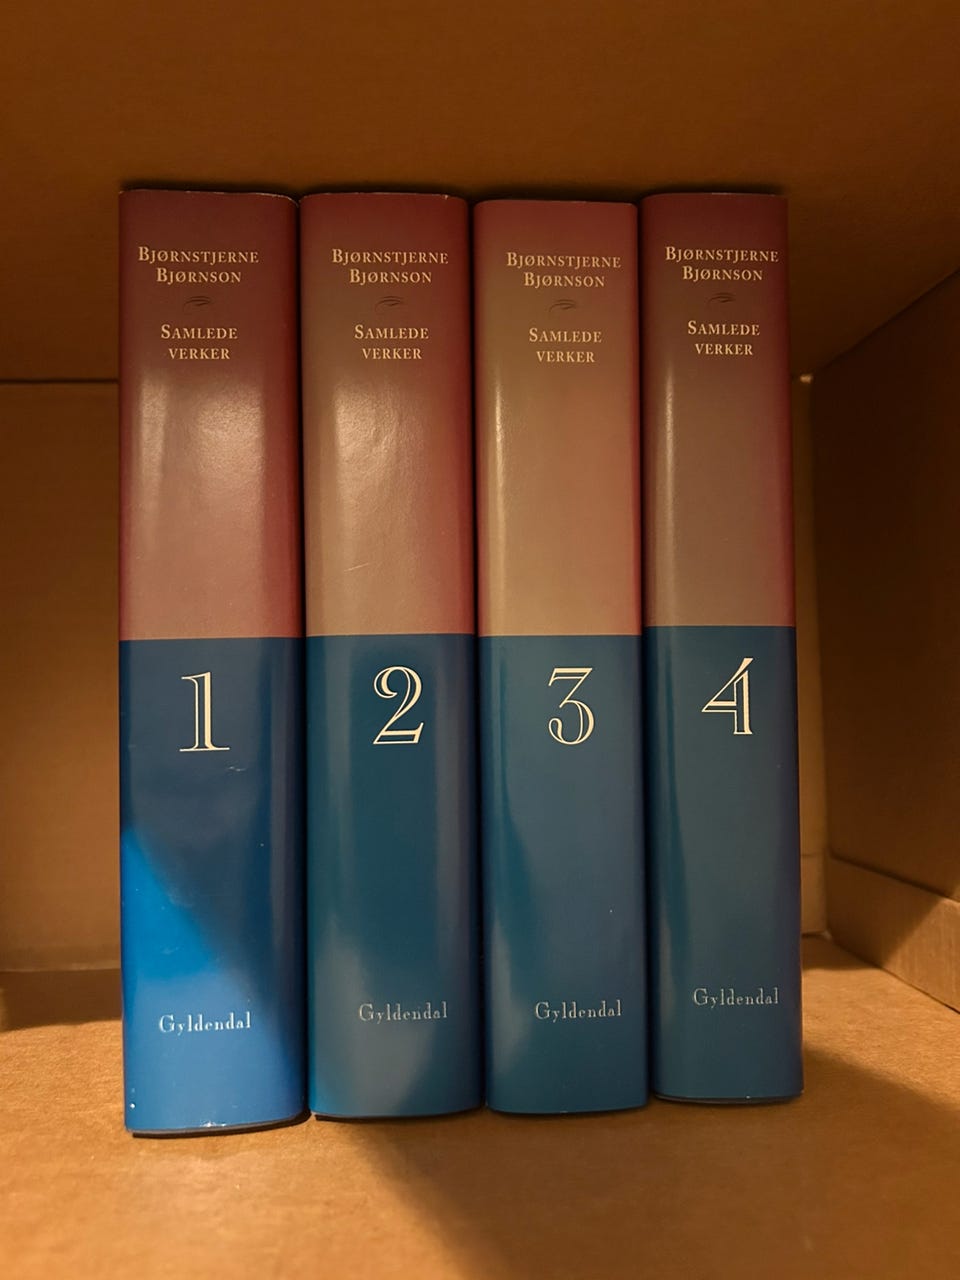 Bjørnstjerne
Bjørnson
Samlede
verker
1
Gyldendal
Bjørnstjerne
Bjørnson
Samlede
verker
2
Gyldendal
Bjørnstjerne
Bjørnson
Samlede
verker
3
Gyldendal
Bjørnstjerne
Bjørnson
Samlede
verker
4
Gyldendal